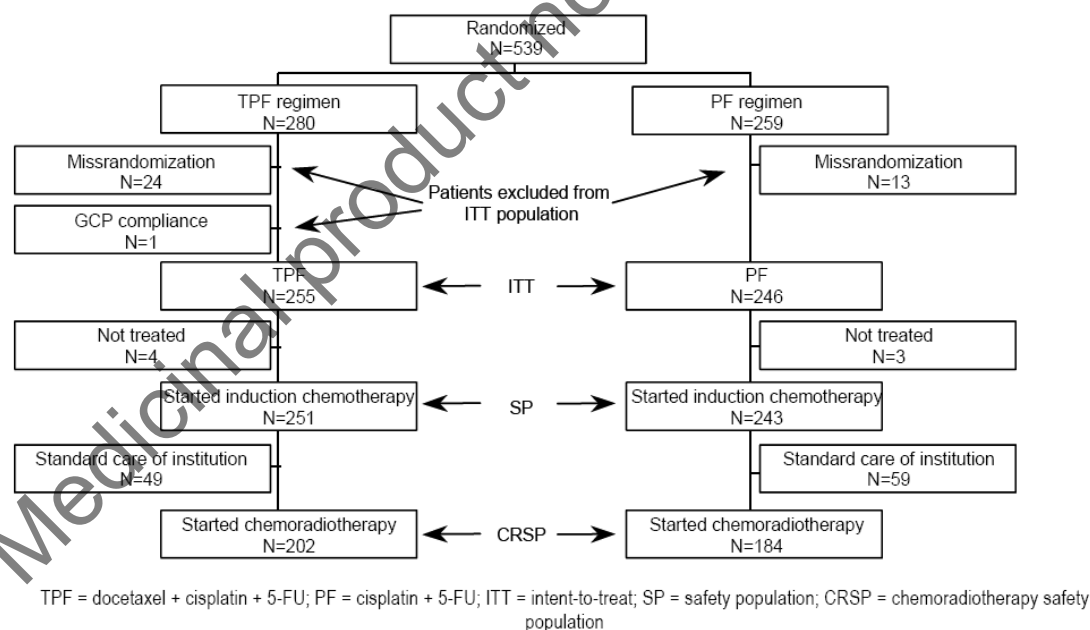 Randomized
N=539
TPF regimen
N=280
PF regimen
N=259
Missrandomization
N=24
Missrandomization
N=13
Patients excluded from
ITT population
GCP compliance
N=1
TPF
N=255
ITT
PF
N=246
Not treated
N=4
Not treated
N=3
Started induction chemotherapy
N=251
SP
Started induction chemotherapy
N=243
Standard care of institution
N=49
Standard care of institution
N=59
Started chemoradiotherapy
N=202
CRSP
Started chemoradiotherapy
N=184
TPF = docetaxel + cisplatin + 5-FU; PF = cisplatin + 5-FU; ITT = intent-to-treat; SP = safety population; CRSP = chemoradiotherapy safety
population
Medicinal product